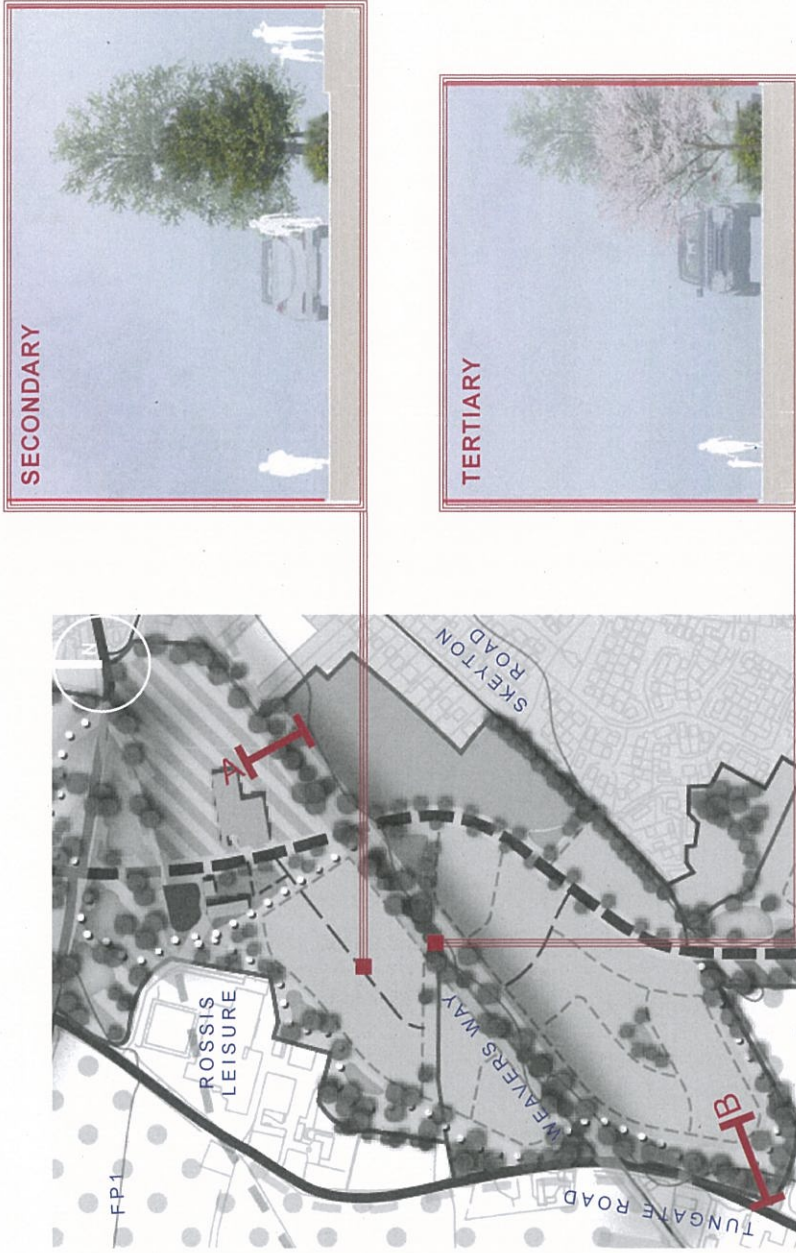 SECONDARY
TERTIARY
N
SKEYTON
ROAD
A
ROSSIS
LEISURE
WEAVERS WAY
B
FP1
TUNGATE ROAD